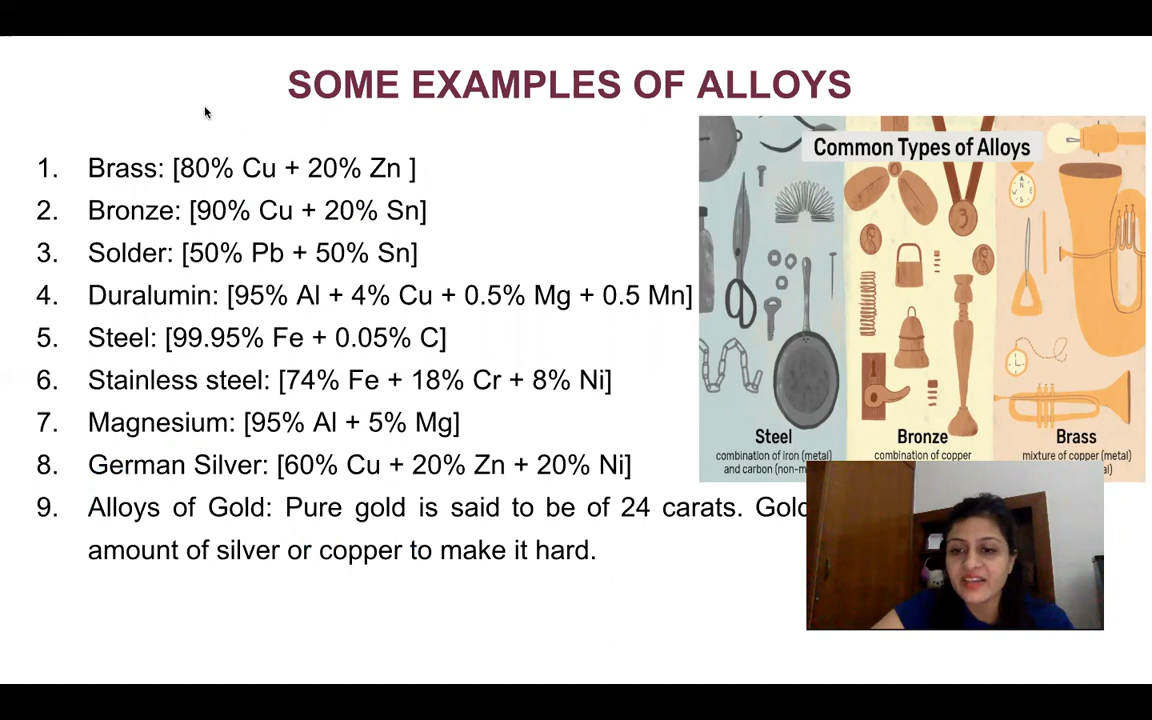 SOME EXAMPLES OF ALLOYS
1. Brass: [80% Cu + 20% Zn ]
2. Bronze: [90% Cu + 20% Sn]
3. Solder: [50% Pb + 50% Sn]
4. Duralumin: [95% Al + 4% Cu + 0.5% Mg + 0.5 Mn]
5. Steel: [99.95% Fe + 0.05% C]
6. Stainless steel: [74% Fe + 18% Cr + 8% Ni]
7. Magnesium: [95% Al + 5% Mg]
8. German Silver: [60% Cu + 20% Zn + 20% Ni]
9. Alloys of Gold: Pure gold is said to be of 24 carats. Gold
amount of silver or copper to make it hard.
Common Types of Alloys
3
Steel
combination of iron (metal)
and carbon (non-m
Bronze
combination of copper
Brass
mixture of copper (metal)
al)